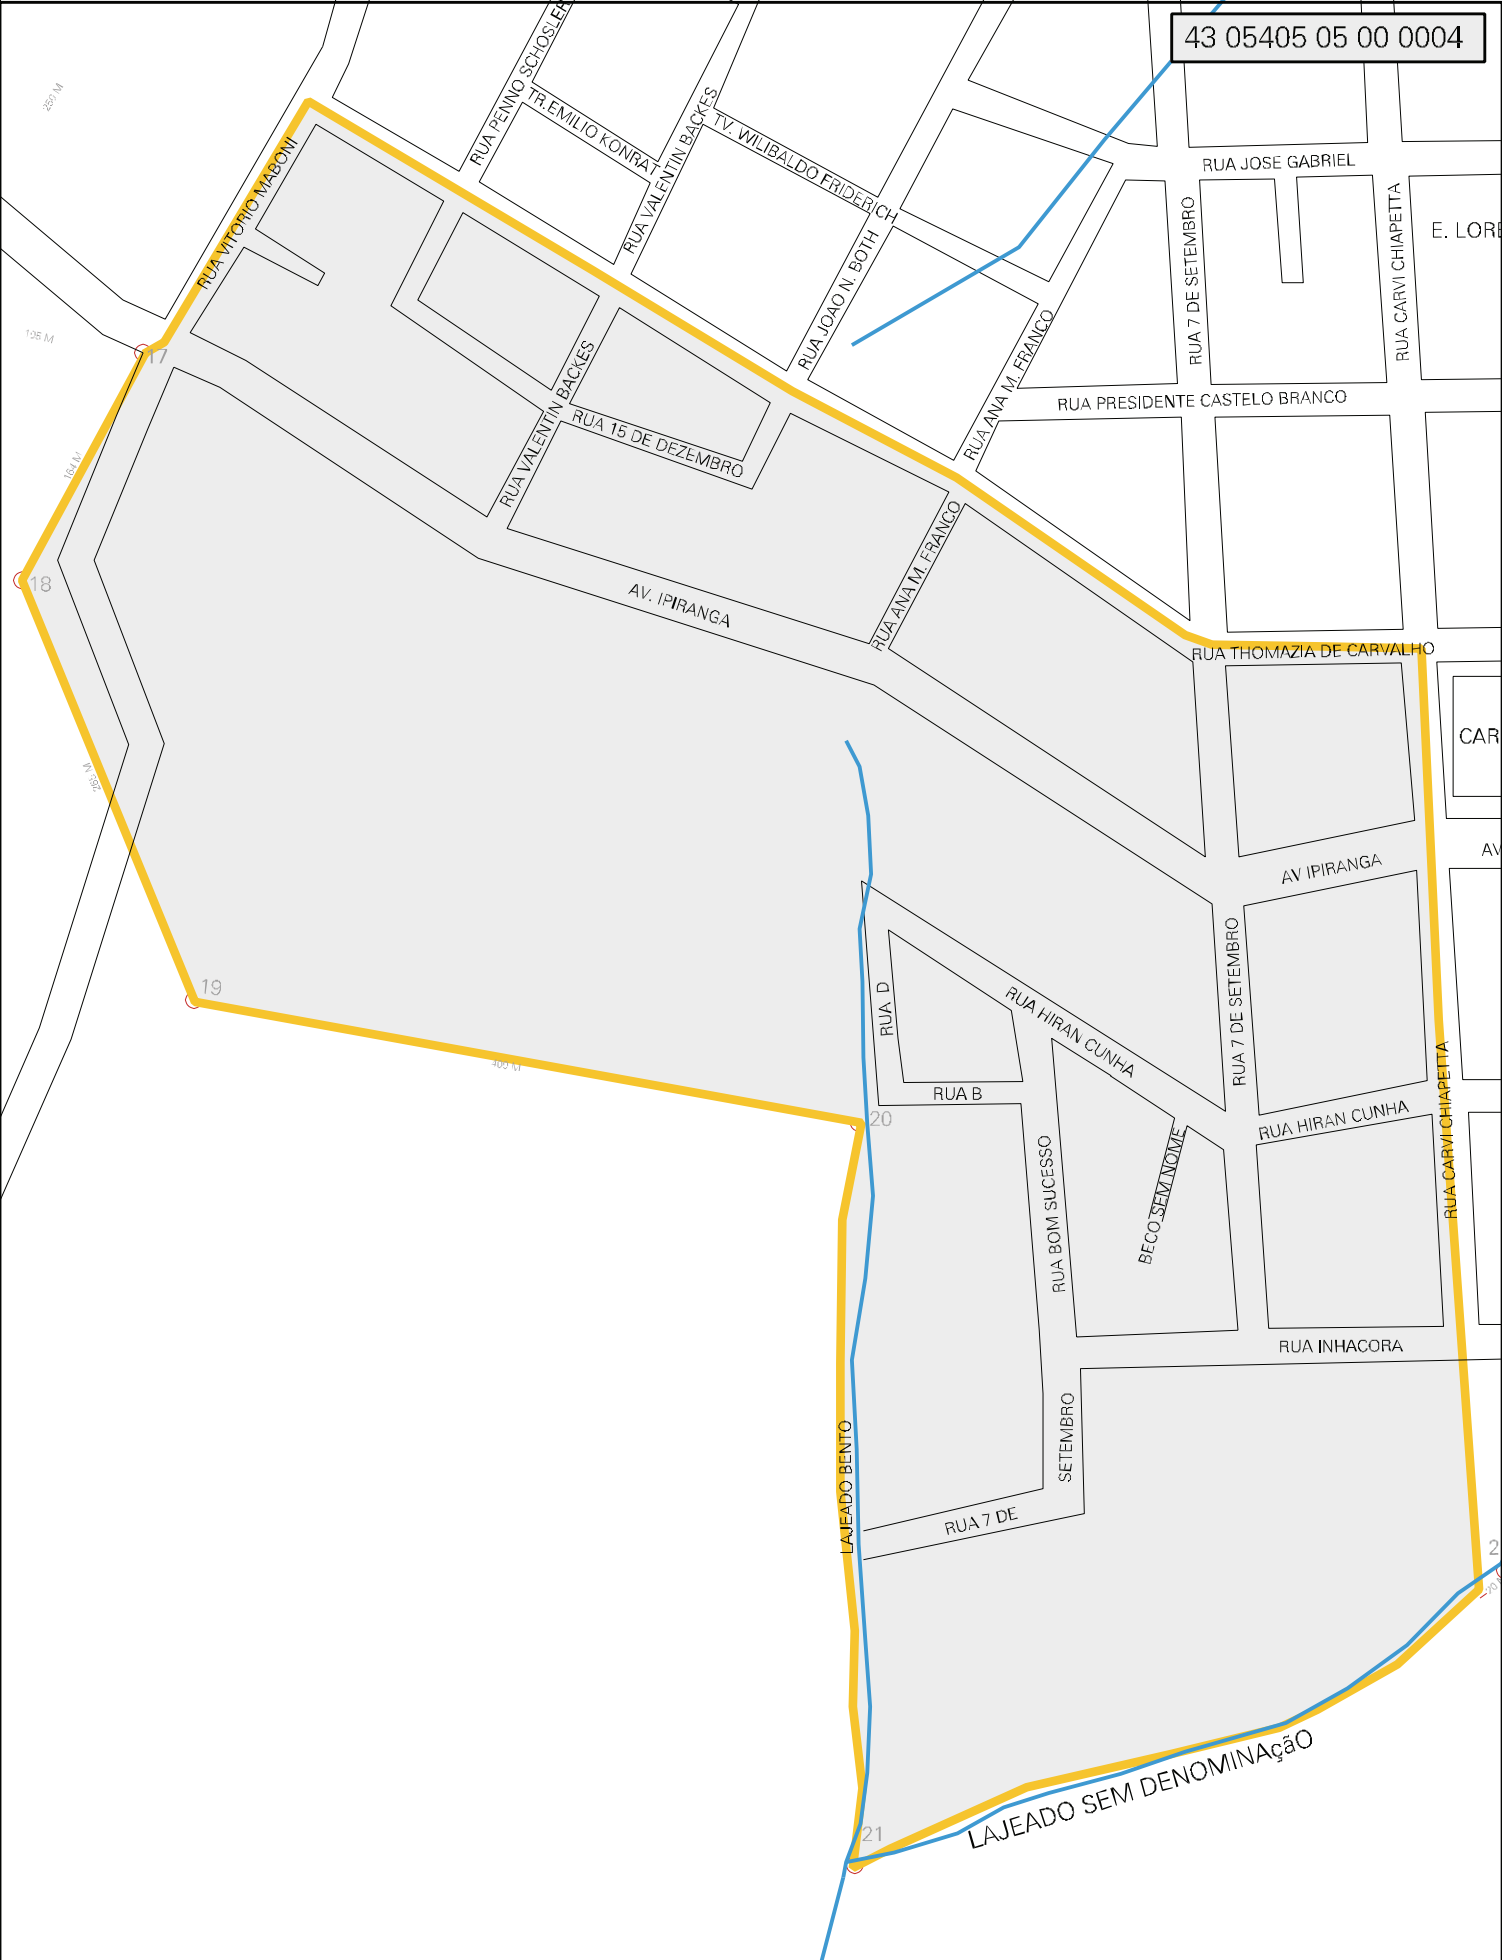 43 05405 05 00 0004
RUA PENNO SCHOSLER
TR.EMILIO KONRAT
RUA VALENTIN BACKES
TV. WILIBALDO FRIDERICH
250 M
RUA VITORIO MABONI
RUA JOSE GABRIEL
RUA 7 DE SETEMBRO
RUA CARVI CHIAPETTA
E. LORE
RUA JOAO N. BOTH
RUA ANA M. FRANCO
17
RUA VALENTIN BACKES
RUA PRESIDENTE CASTELO BRANCO
RUA 15 DE DEZEMBRO
164 M
18
RUA ANA M. FRANCO
AV. IPIRANGA
RUA THOMAZIA DE CARVALHO
CAR
AV
AV IPIRANGA
19
RUA D
RUA HIRAN CUNHA
RUA 7 DE SETEMBRO
RUA B
20
RUA HIRAN CUNHA
RUA CARVI CHIAPETTA
RUA BOM SUCESSO
BECO SEM NOME
RUA INHACORA
SETEMBRO
LAJEADO BENTO
RUA 7 DE
2
21
LAJEADO SEM DENOMINAçãO